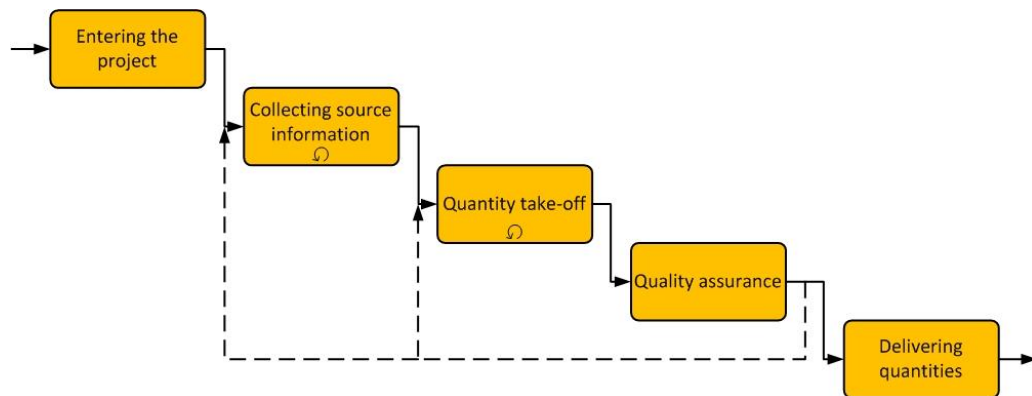 Entering the
project
Collecting source
information
Quantity take-off
Quality assurance
Delivering
quantities